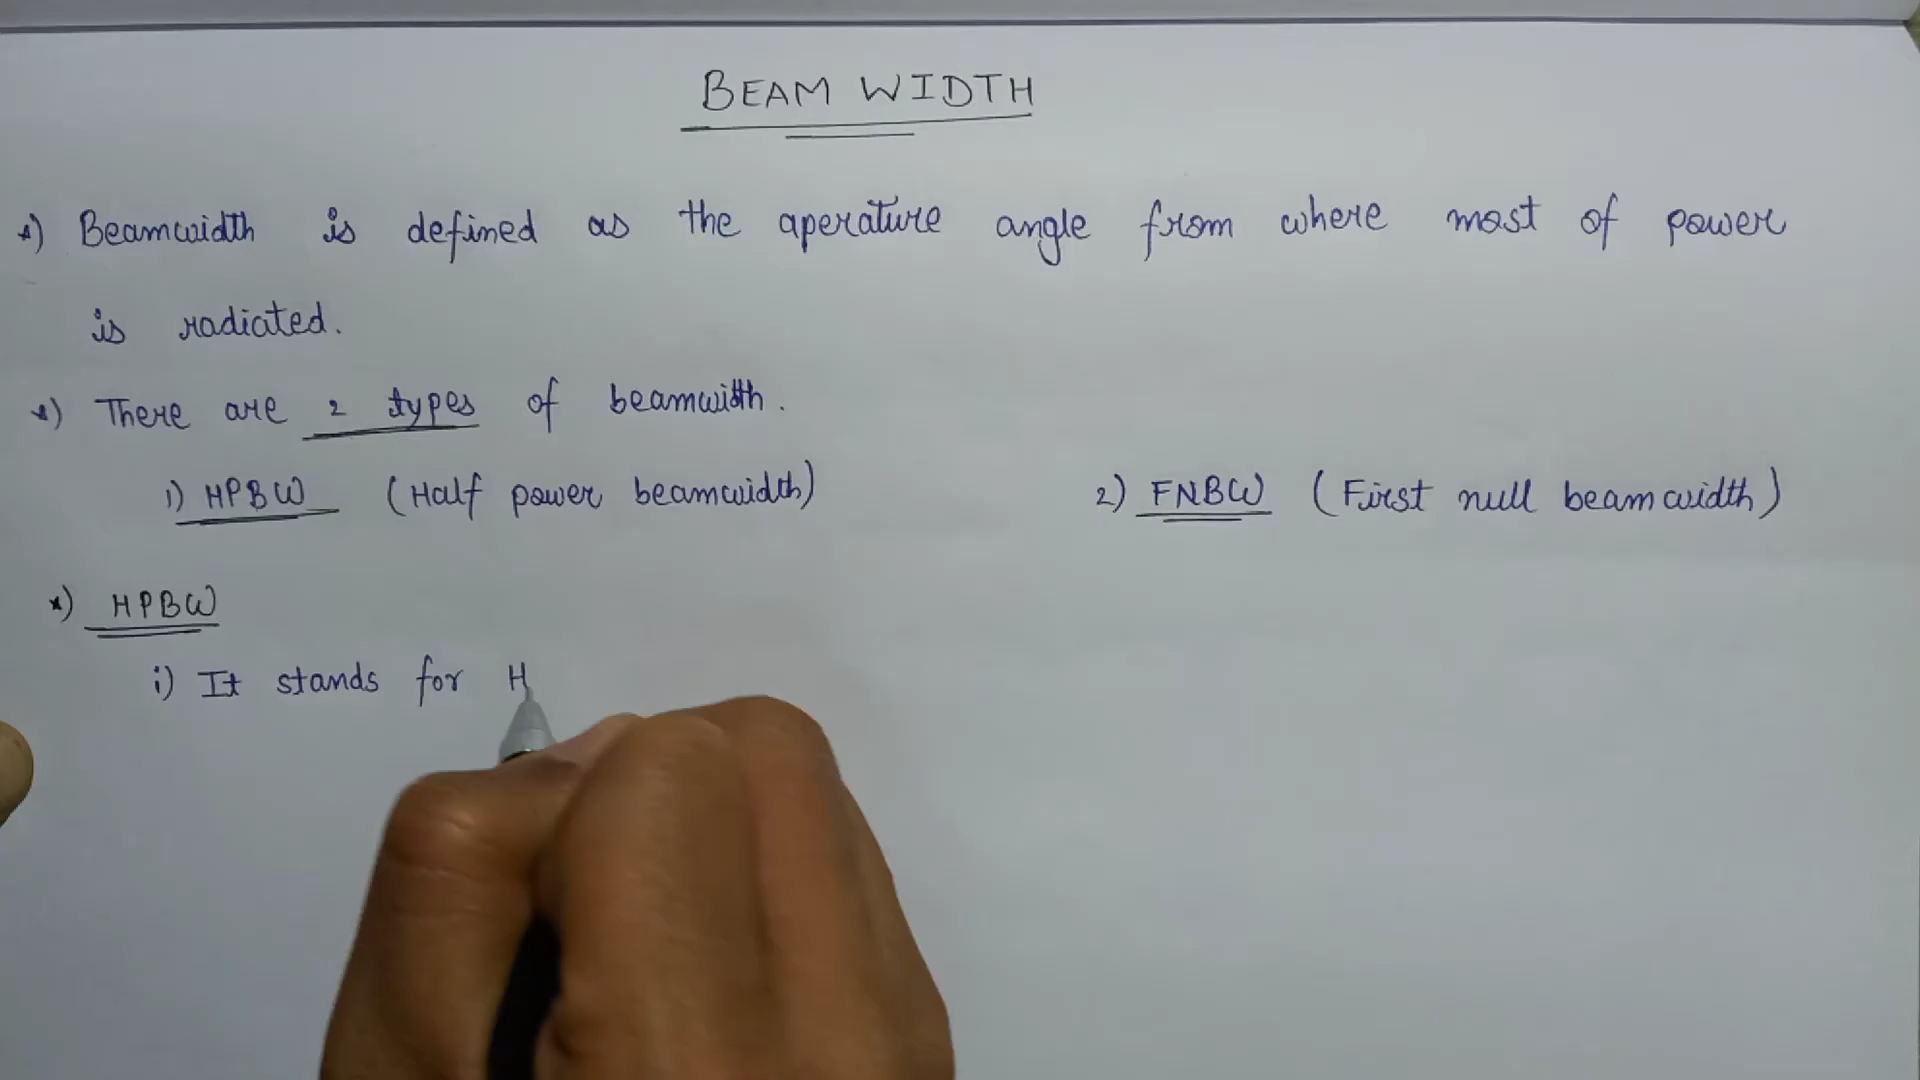 BEAM WIDTH
*) Beamwidth is defined as the aperature angle from where most of power
is radiated.
*) There are 2 types of beamwidth.
1) HPBW (Half power beamwidth) 2) FNBW (First null beamwidth)
*) HPBW
i) It stands for H